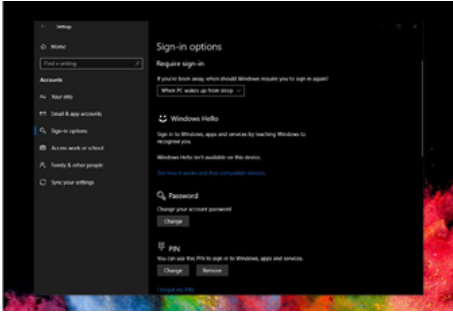 Settings
Home
Find a setting
Accounts
Your info
Email & app accounts
Sign-in options
Access work or school
Family & other people
Sync your settings
Sign-in options
Require sign-in
If you've been away, when should Windows require you to sign in again?
When PC wakes up from sleep
Windows Hello
Sign in to Windows, apps and services by teaching Windows to
recognize you.
Windows Hello isn't available on this device.
See how it works and find compatible devices.
Password
Change your account password
Change
PIN
You can use this PIN to sign in to Windows, apps and services.
Change Remove
I forgot my PIN